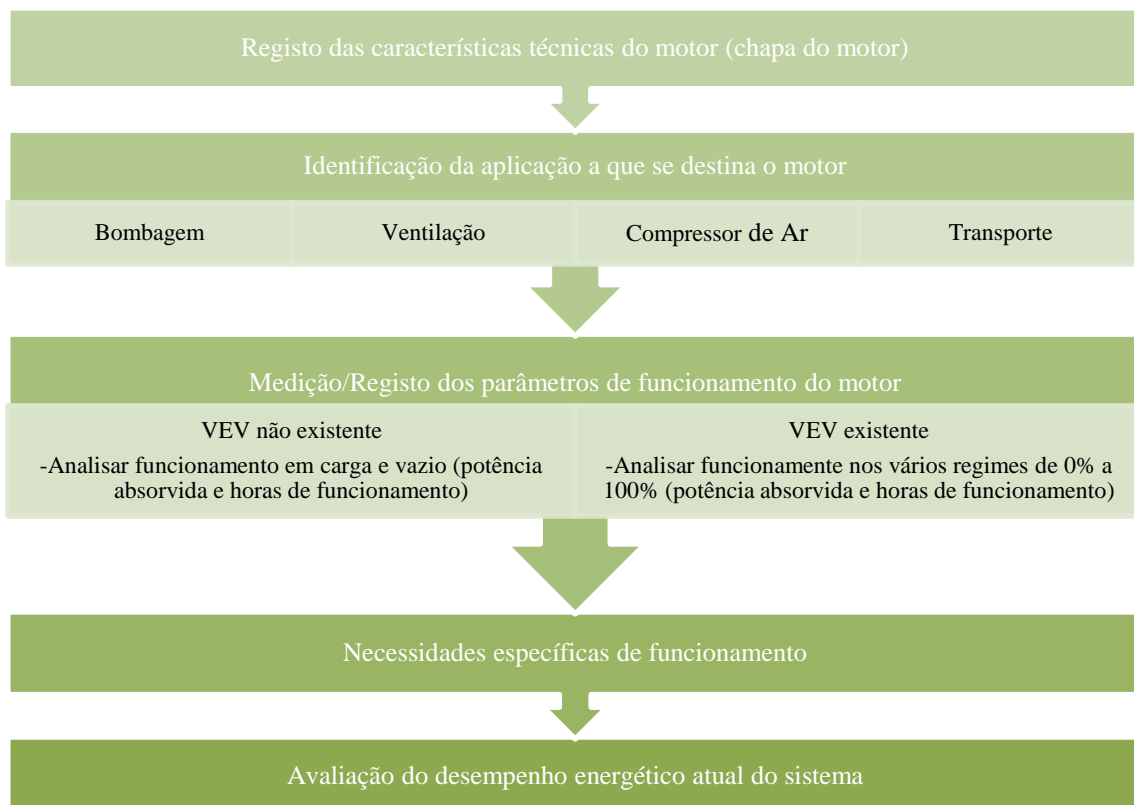 Registo das características técnicas do motor (chapa do motor)
Identificação da aplicação a que se destina o motor
Bombagem
Ventilação
Compressor de Ar
Transporte
Medição/Registo dos parâmetros de funcionamento do motor
VEV não existente
-Analisar funcionamento em carga e vazio (potência
absorvida e horas de funcionamento)
VEV existente
-Analisar funcionamente nos vários regimes de 0% a
100% (potência absorvida e horas de funcionamento)
Necessidades específicas de funcionamento
Avaliação do desempenho energético atual do sistema